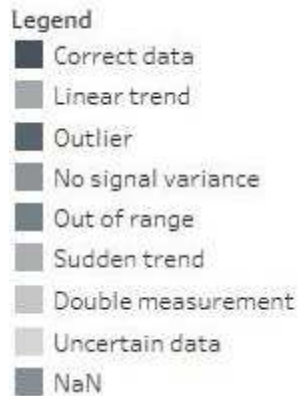 Legend
Correct data
Linear trend
Outlier
No signal variance
Out of range
Sudden trend
Double measurement
Uncertain data
NaN